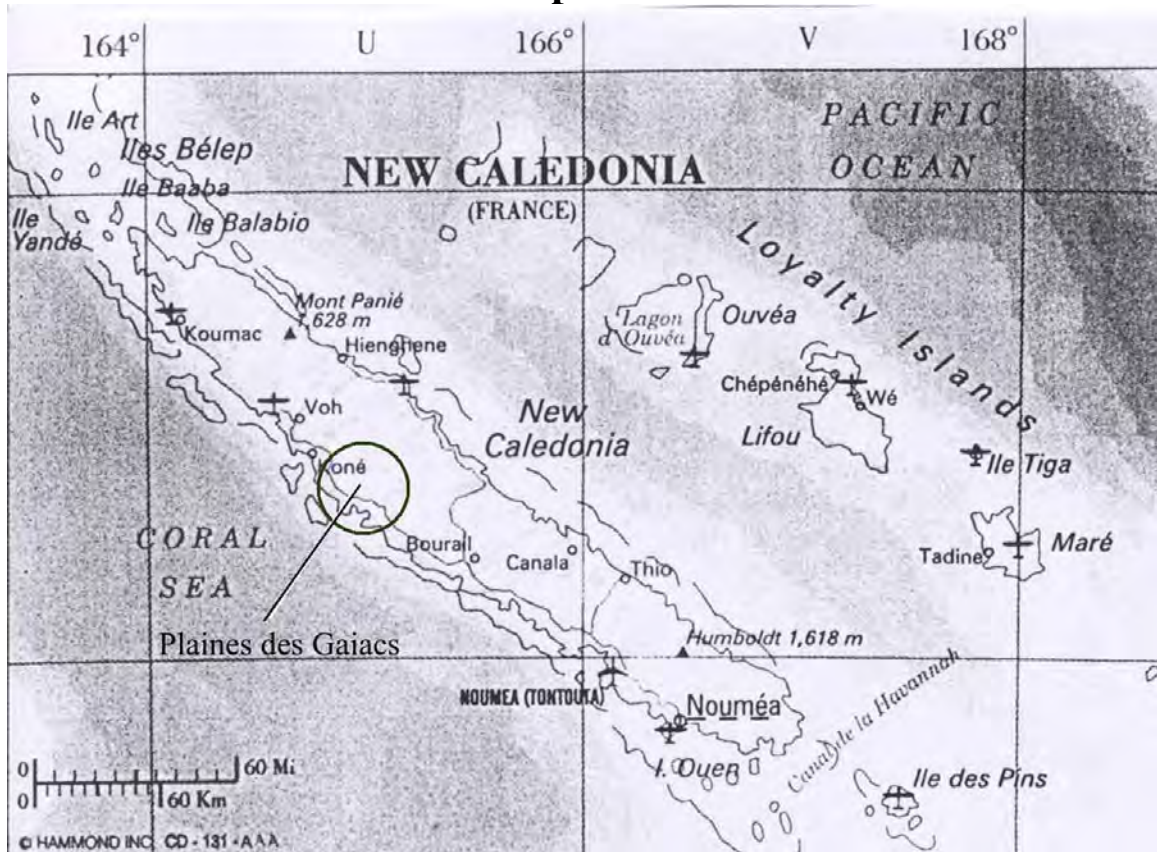 164°
U
166°
V
168°
PACIFIC
OCEAN
Ile Art
Iles Bélep
Ile Baaba
Ile
Yandé
Ile Balabio
NEW CALEDONIA
(FRANCE)
Loyalty Islands
Mont Panié
1,628 m
Koumac
Hienghene
Lagon
d'Ouvéa
Ouvéa
Chépénéhé
Wé
Lifou
Voh
New
Caledonia
Koné
Ile Tiga
CORAL
SEA
Bourail
Canala
Thio
Tadine
Maré
Plaines des Gaiacs
Humboldt 1,618 m
NOUMEA (TONTOUTA)
Nouméa
Canal de la Havannah
I. Ouen
Ile des Pins
0
60 Mi
0
60 Km
© HAMMOND INC. CD - 131 - AAA